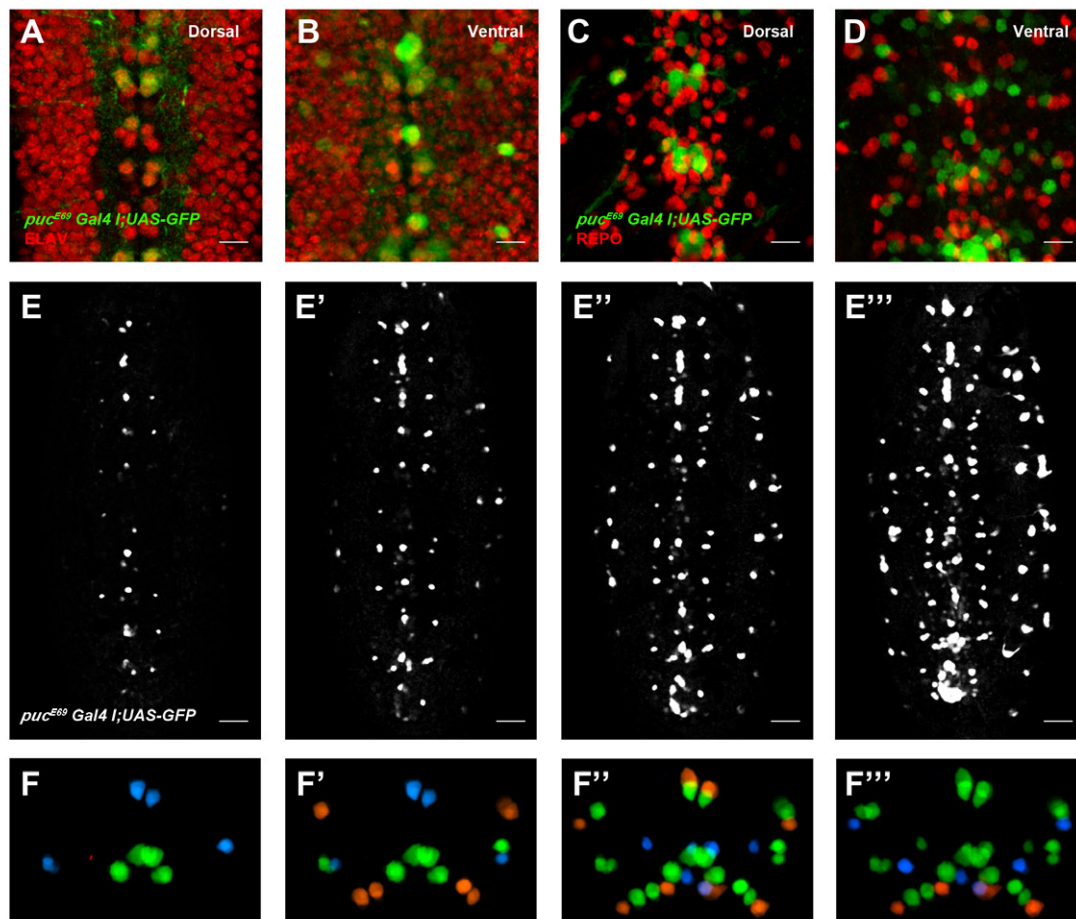 A Dorsal
puc^E69 Gal4 I;UAS-GFP
ELAV
B Ventral
C Dorsal
puc^E69 Gal4 I;UAS-GFP
REPO
D Ventral
E
puc^E69 Gal4 I;UAS-GFP
E’
E’’
E’’’
F
F’
F’’
F’’’